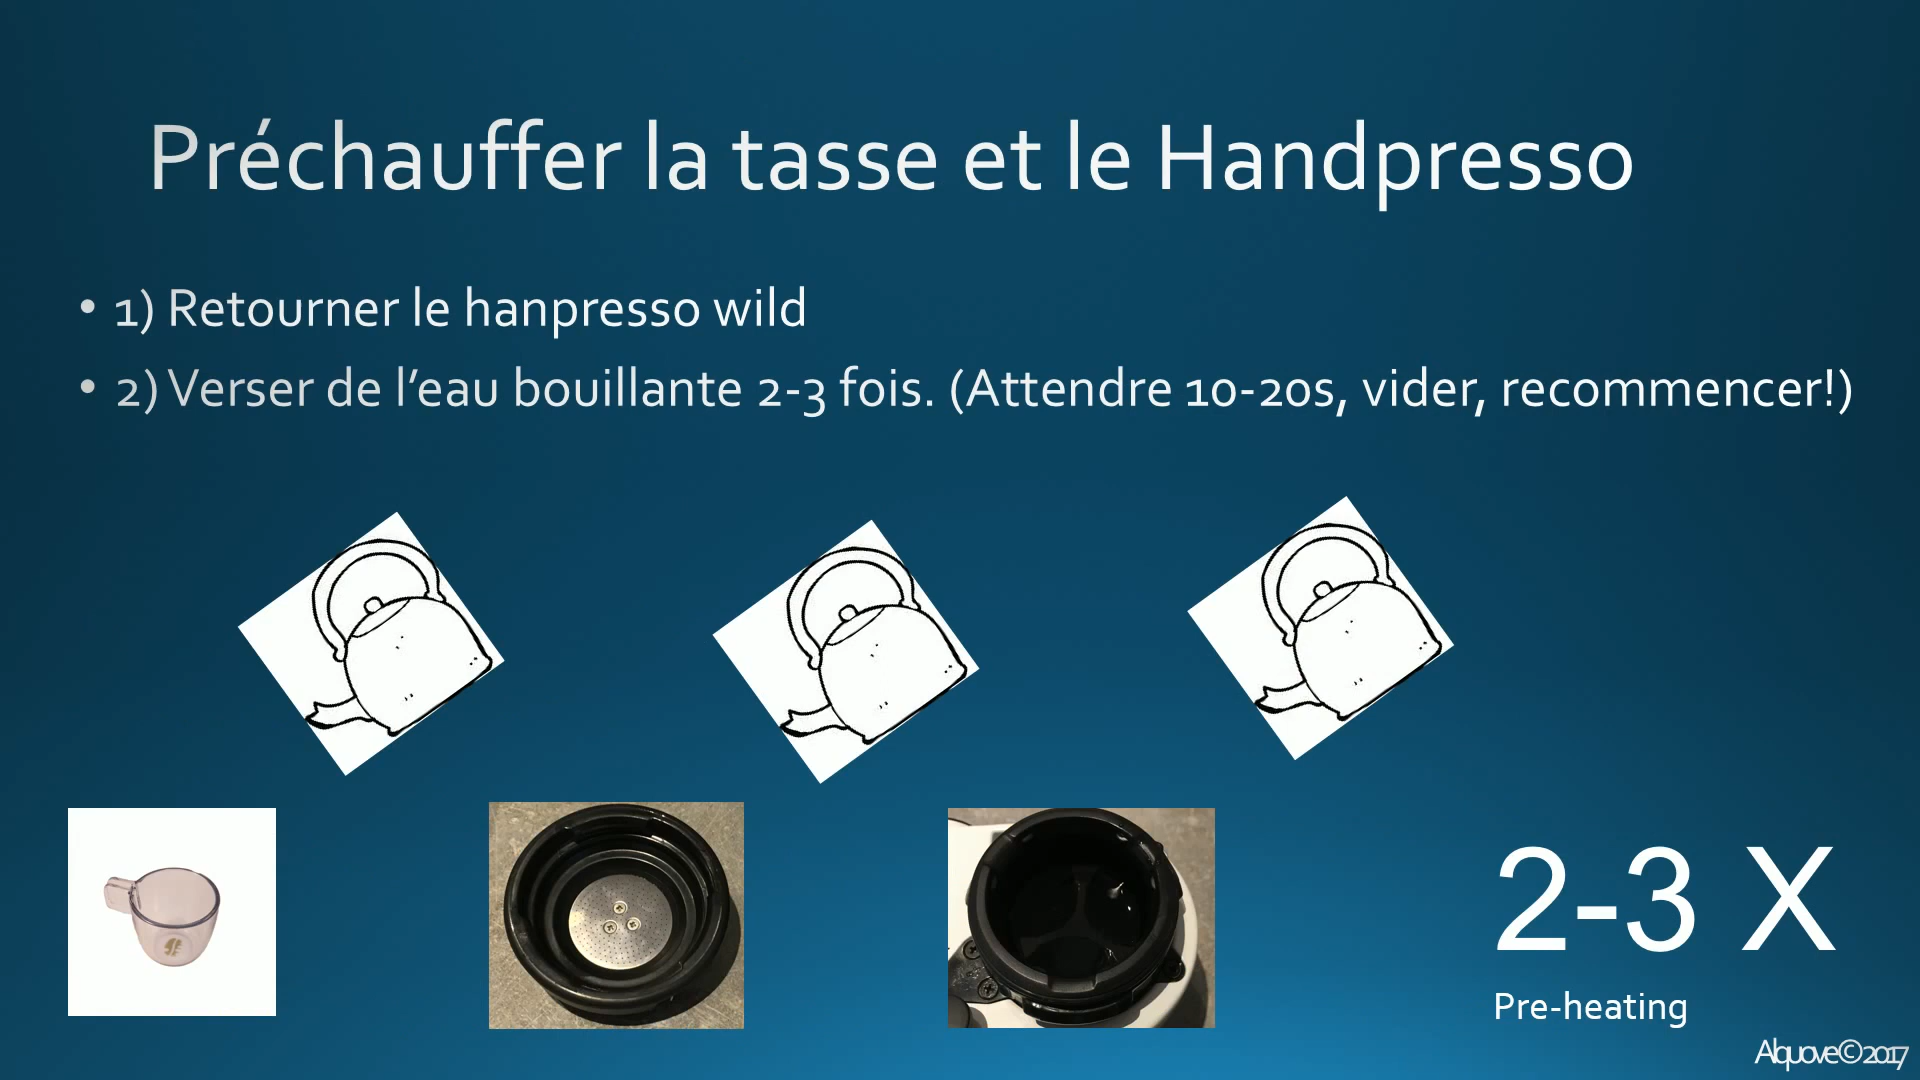 Préchauffer la tasse et le Handpresso
• 1) Retourner le hanpresso wild
• 2) Verser de l’eau bouillante 2-3 fois. (Attendre 10-20s, vider, recommencer!)
2-3 X
Pre-heating
Alquove©2017